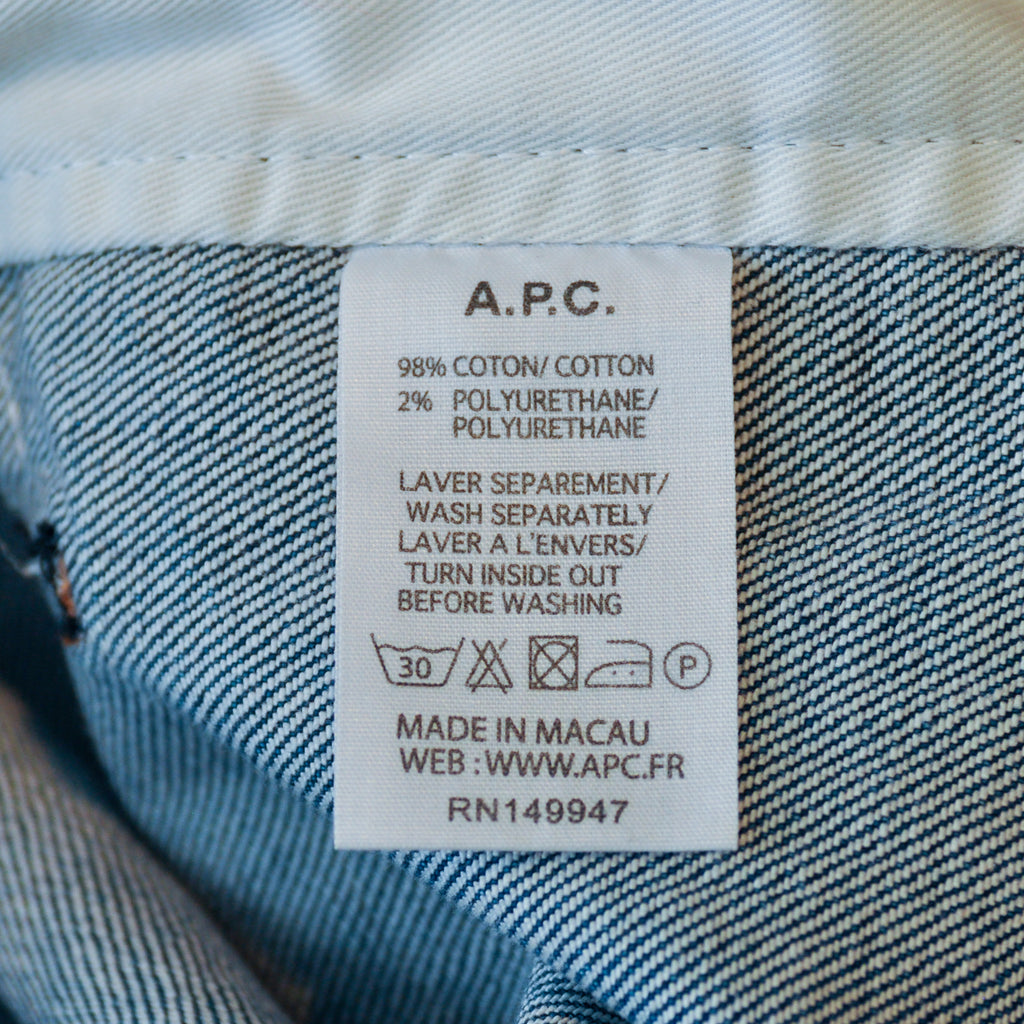 A.P.C.
98% COTON/ COTTON
2% POLYURETHANE/
POLYURETHANE
LAVER SEPAREMENT/
WASH SEPARATELY
LAVER A L'ENVERS/
TURN INSIDE OUT
BEFORE WASHING
30 P
MADE IN MACAU
WEB : WWW.APC.FR
RN149947